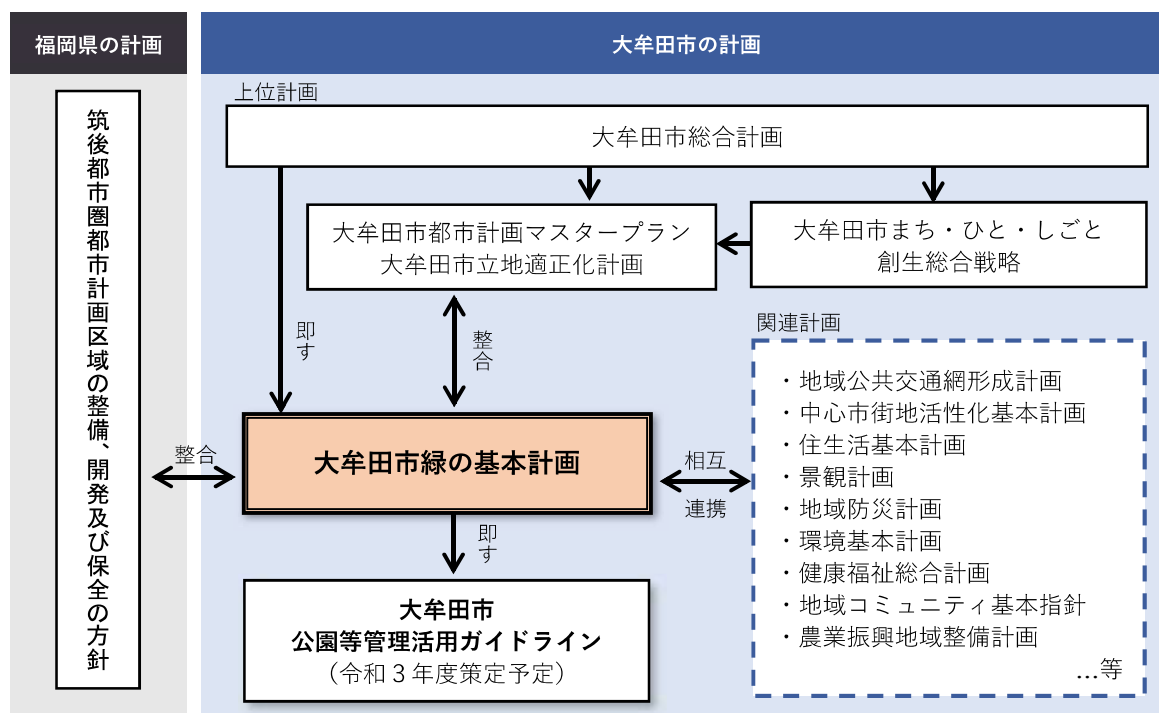 福岡県の計画
筑後都市圏都市計画区域の整備、開発及び保全の方針
大牟田市の計画
上位計画
大牟田市総合計画
大牟田市都市計画マスタープラン
大牟田市立地適正化計画
大牟田市まち・ひと・しごと
創生総合戦略
即す
整合
関連計画
・地域公共交通網形成計画
・中心市街地活性化基本計画
・住生活基本計画
・景観計画
・地域防災計画
・環境基本計画
・健康福祉総合計画
・地域コミュニティ基本指針
・農業振興地域整備計画
…等
整合
大牟田市緑の基本計画
相互
連携
即す
大牟田市
公園等管理活用ガイドライン
（令和３年度策定予定）